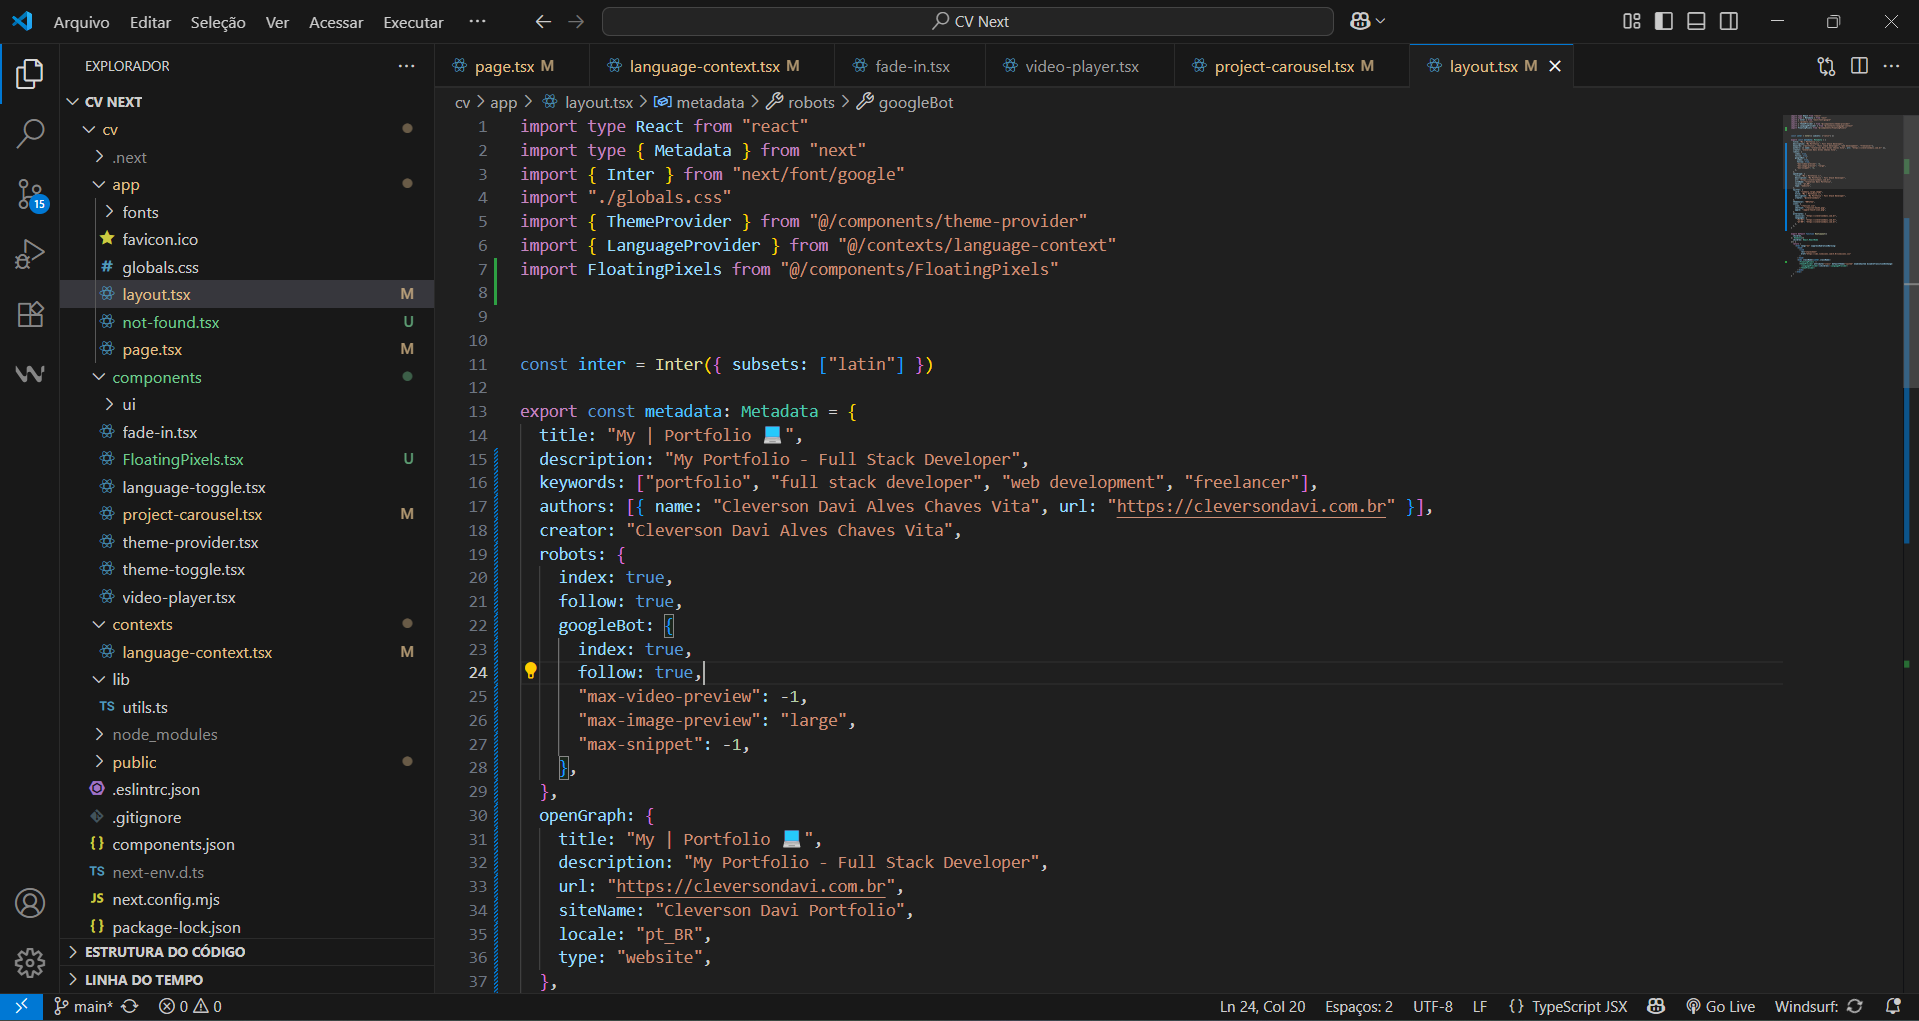 Arquivo Editar Seleção Ver Acessar Executar ··· CV Next
EXPLORADOR ···
page.tsx M language-context.tsx M fade-in.tsx video-player.tsx project-carousel.tsx M layout.tsx M
CV NEXT
cv > app > layout.tsx > metadata > robots > googleBot
cv
.next
app
fonts
favicon.ico
# globals.css
layout.tsx M
not-found.tsx U
page.tsx M
components
ui
fade-in.tsx
FloatingPixels.tsx U
language-toggle.tsx
project-carousel.tsx M
theme-provider.tsx
theme-toggle.tsx
video-player.tsx
contexts
language-context.tsx M
lib
TS utils.ts
node_modules
public
.eslintrc.json
.gitignore
{} components.json
TS next-env.d.ts
JS next.config.mjs
{} package-lock.json
ESTRUTURA DO CÓDIGO
LINHA DO TEMPO
15
1 import type React from "react"
2 import type { Metadata } from "next"
3 import { Inter } from "next/font/google"
4 import "./globals.css"
5 import { ThemeProvider } from "@/components/theme-provider"
6 import { LanguageProvider } from "@/contexts/language-context"
7 import FloatingPixels from "@/components/FloatingPixels"
8
9
10
11 const inter = Inter({ subsets: ["latin"] })
12
13 export const metadata: Metadata = {
14 title: "My | Portfolio 💻",
15 description: "My Portfolio - Full Stack Developer",
16 keywords: ["portfolio", "full stack developer", "web development", "freelancer"],
17 authors: [{ name: "Cleverson Davi Alves Chaves Vita", url: "https://cleversondavi.com.br" }],
18 creator: "Cleverson Davi Alves Chaves Vita",
19 robots: {
20 index: true,
21 follow: true,
22 googleBot: {
23 index: true,
24 follow: true,
25 "max-video-preview": -1,
26 "max-image-preview": "large",
27 "max-snippet": -1,
28 },
29 },
30 openGraph: {
31 title: "My | Portfolio 💻",
32 description: "My Portfolio - Full Stack Developer",
33 url: "https://cleversondavi.com.br",
34 siteName: "Cleverson Davi Portfolio",
35 locale: "pt_BR",
36 type: "website",
37 },
main* 0 0 Ln 24, Col 20 Espaços: 2 UTF-8 LF {} TypeScript JSX Go Live Windsurf: